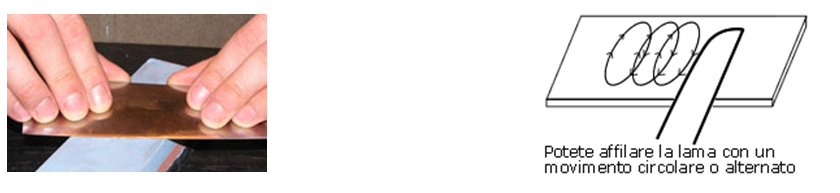 Potete affilare la lama con un
movimento circolare o alternato